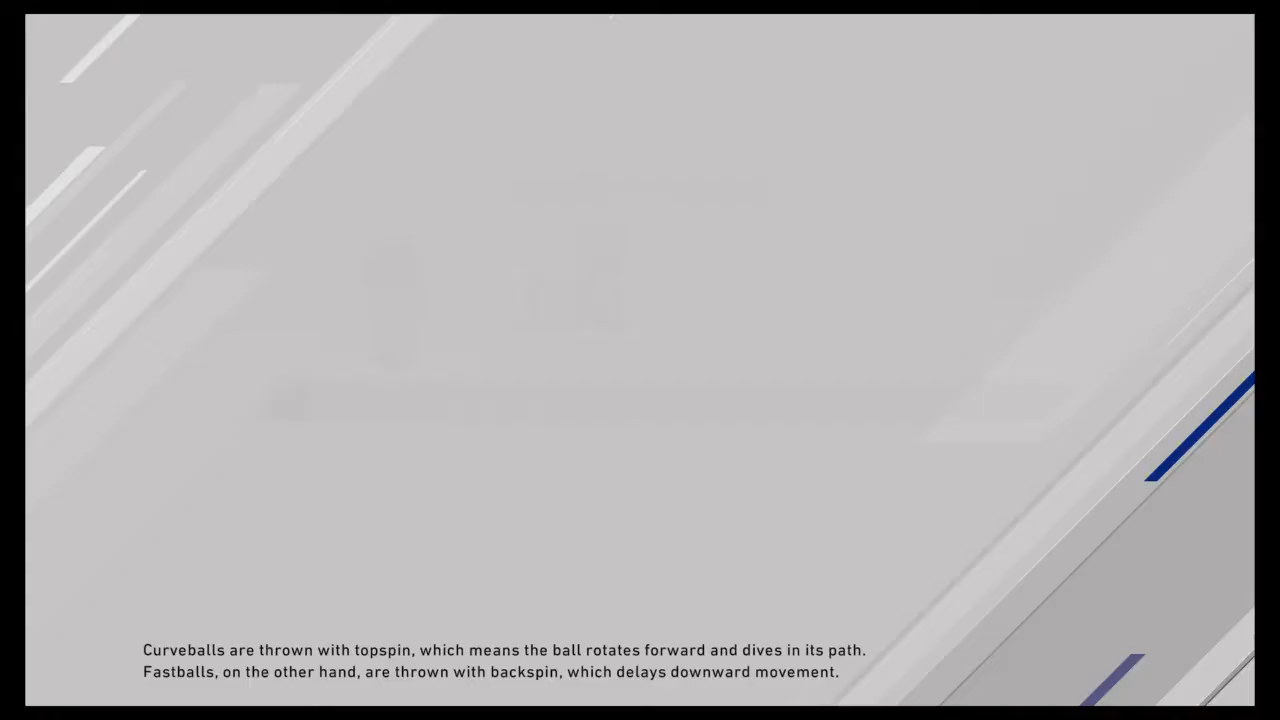 Curveballs are thrown with topspin, which means the ball rotates forward and dives in its path.
Fastballs, on the other hand, are thrown with backspin, which delays downward movement.